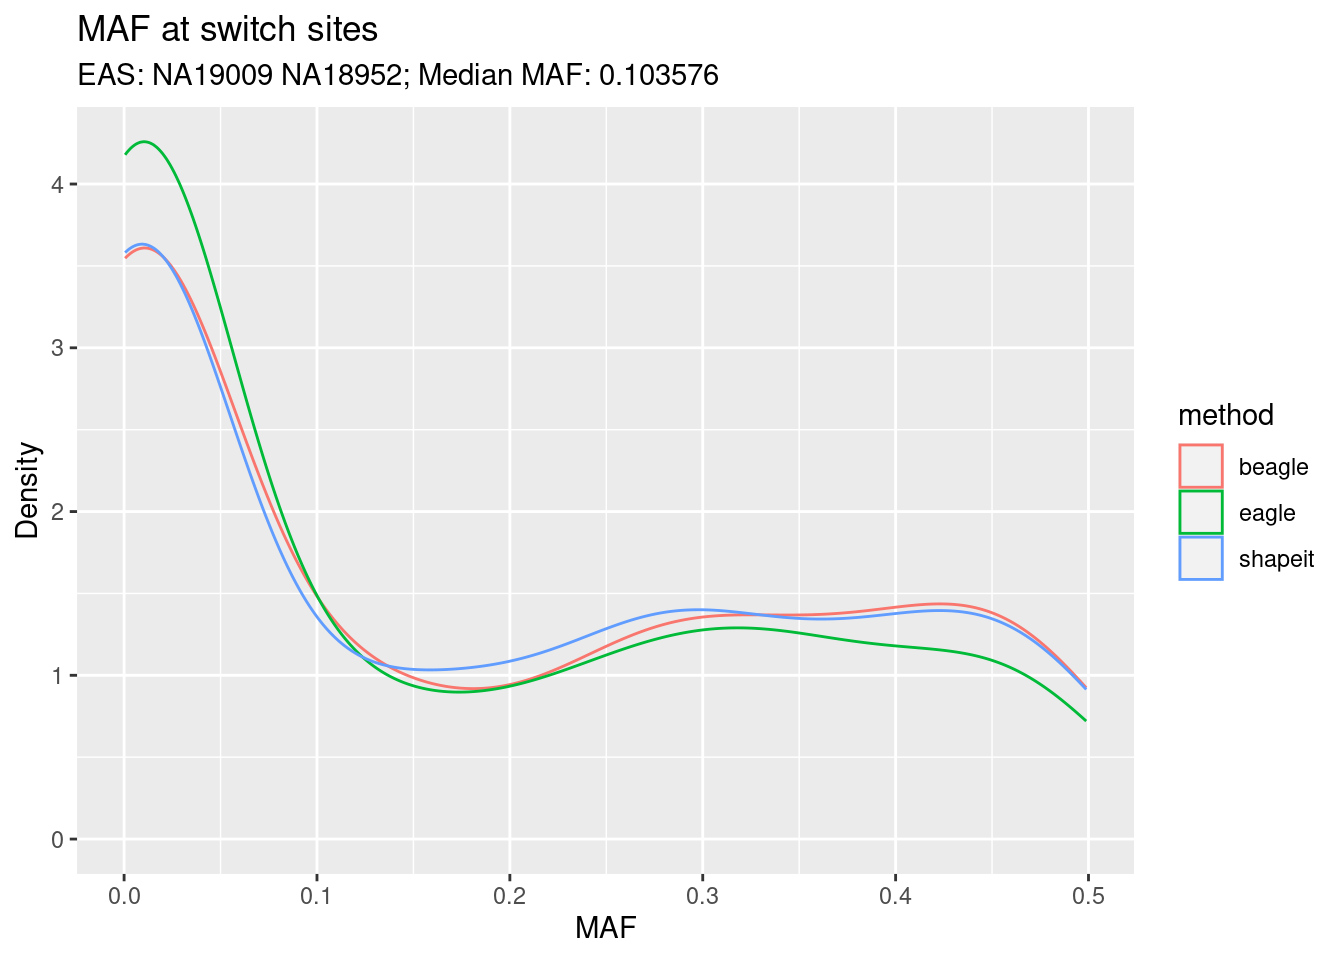 MAF at switch sites
EAS: NA19009 NA18952; Median MAF: 0.103576
Density
4
3
2
1
0
0.0 0.1 0.2 0.3 0.4 0.5
MAF
method
beagle
eagle
shapeit